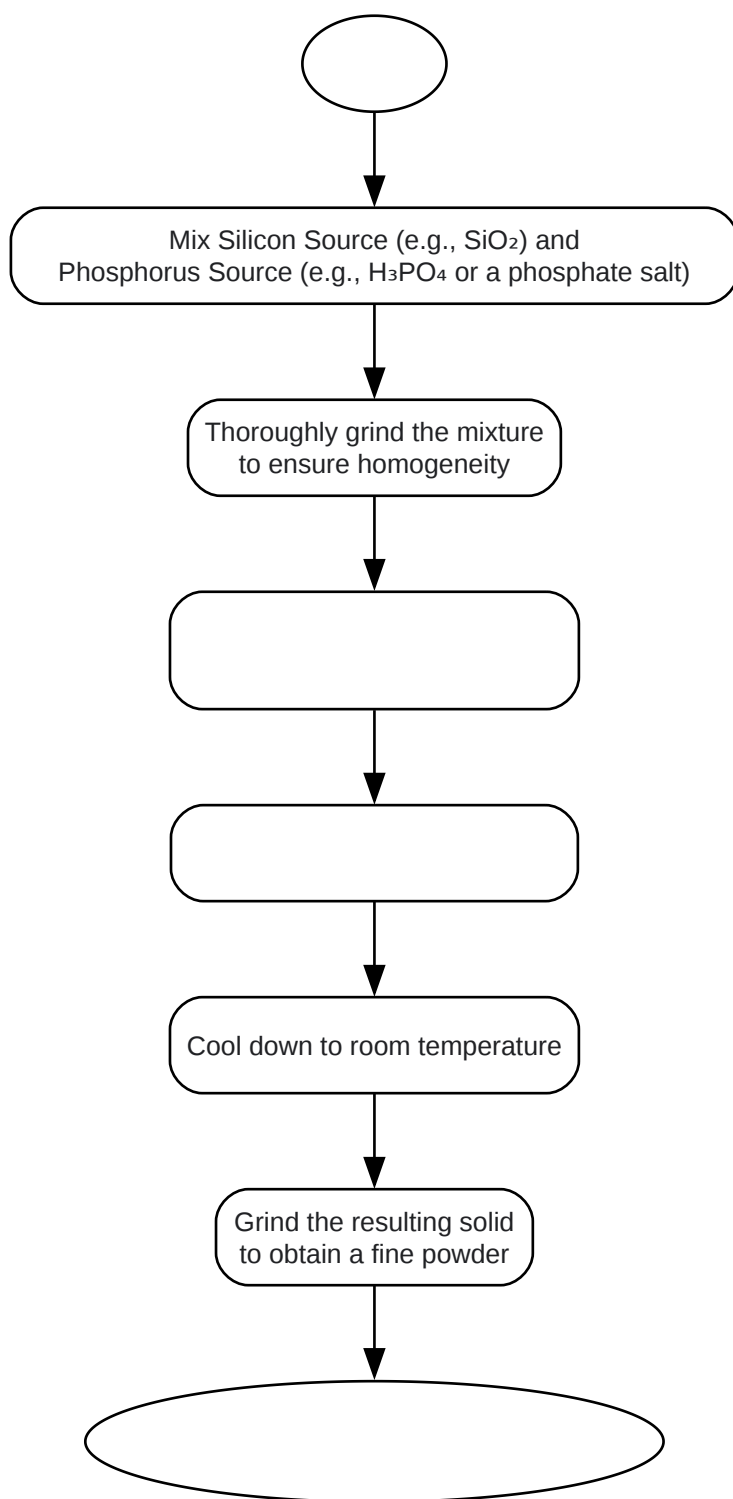 Mix Silicon Source (e.g., SiO₂) and
Phosphorus Source (e.g., H₃PO₄ or a phosphate salt)
Thoroughly grind the mixture
to ensure homogeneity
Cool down to room temperature
Grind the resulting solid
to obtain a fine powder